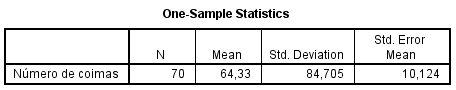 One-Sample Statistics
N Mean Std. Deviation Std. Error Mean
Número de coimas 70 64,33 84,705 10,124